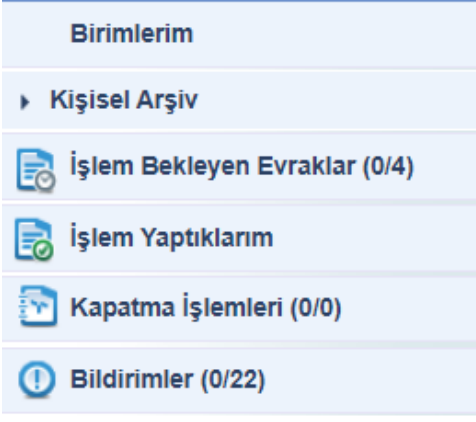 Birimlerim
Kişisel Arşiv
İşlem Bekleyen Evraklar (0/4)
İşlem Yaptıklarım
Kapatma İşlemleri (0/0)
Bildirimler (0/22)